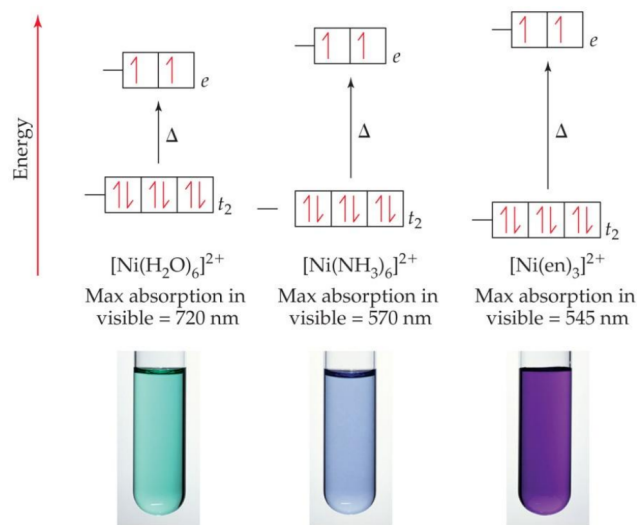 Energy
e
Δ
t₂
[Ni(H₂O)₆]²⁺
Max absorption in
visible = 720 nm
e
Δ
t₂
[Ni(NH₃)₆]²⁺
Max absorption in
visible = 570 nm
e
Δ
t₂
[Ni(en)₃]²⁺
Max absorption in
visible = 545 nm